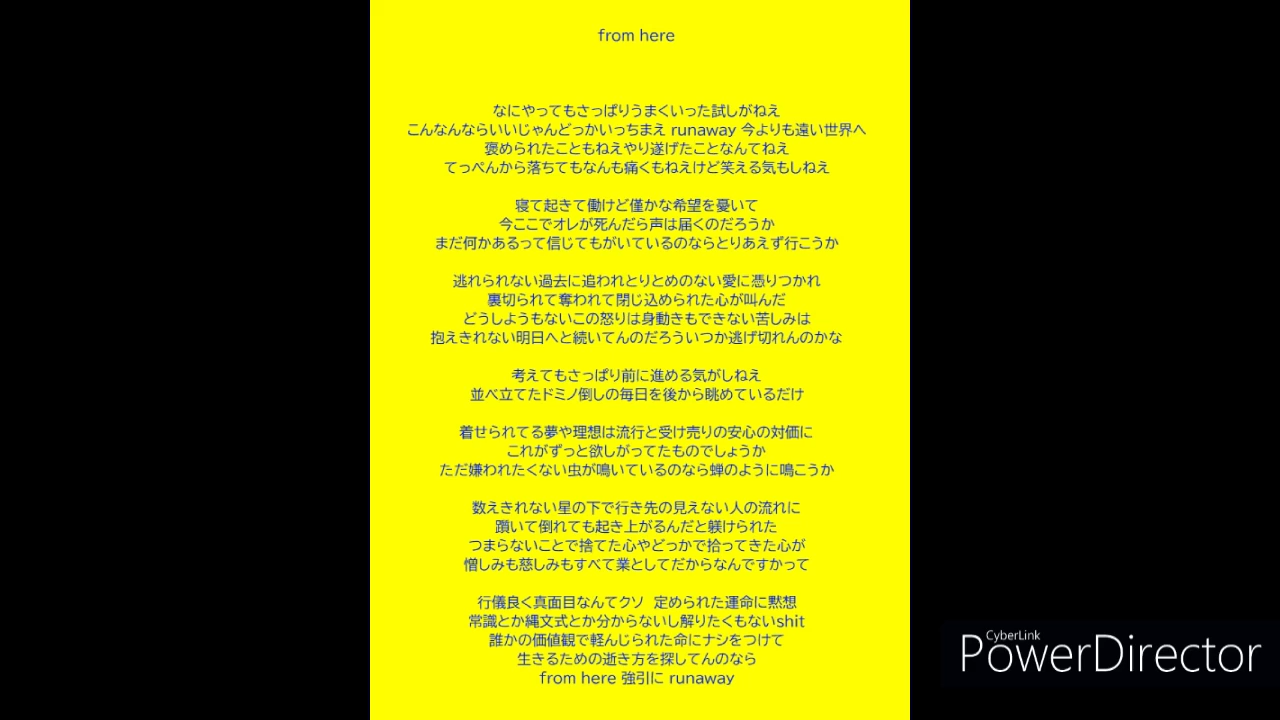 from here
なにやってもさっぱりうまくいった試しがねえ
こんなんならいいじゃんどっかいっちまえ runaway 今よりも遠い世界へ
褒められたこともねえやり遂げたことなんてねえ
てっぺんから落ちてもなんも痛くもねえけど笑える気もしねえ
寝て起きて働けど僅かな希望を憂いて
今ここでオレが死んだら声は届くのだろうか
まだ何かあるって信じてもがいているのならとりあえず行こうか
逃れられない過去に追われとりとめのない愛に憑りつかれ
裏切られて奪われて閉じ込められた心が叫んだ
どうしようもないこの怒りは身動きもできない苦しみは
抱えきれない明日へと続いてんのだろういつか逃げ切れんのかな
考えてもさっぱり前に進める気がしねえ
並べ立てたドミノ倒しの毎日を後から眺めているだけ
着せられてる夢や理想は流行と受け売りの安心の対価に
これがずっと欲しがってたものでしょうか
ただ嫌われたくない虫が鳴いているのなら蝉のように鳴こうか
数えきれない星の下で行き先の見えない人の流れに
躓いて倒れても起き上がるんだと躾けられた
つまらないことで捨てた心やどっかで拾ってきた心が
憎しみも慈しみもすべて業としてだからなんですかって
行儀良く真面目なんてクソ 定められた運命に黙想
常識とか縄文式とか分からないし解りたくもないshit
誰かの価値観で軽んじられた命にナシをつけて
生きるための逝き方を探してんのなら
from here 強引に runaway
CyberLink
PowerDirector